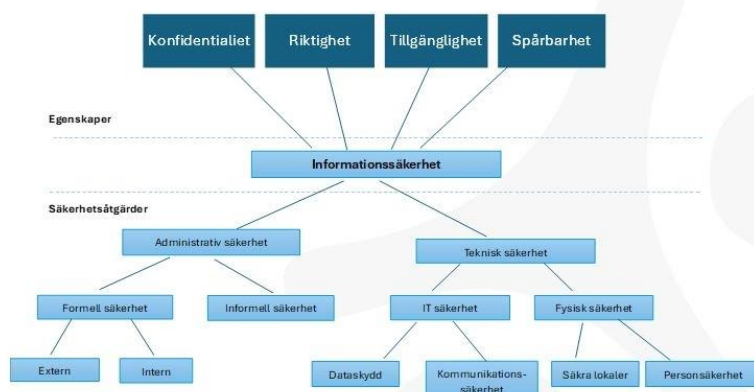 Konfidentialiet
Riktighet
Tillgänglighet
Spårbarhet
Egenskaper
Informationssäkerhet
Säkerhetsåtgärder
Administrativ säkerhet
Teknisk säkerhet
Formell säkerhet
Informell säkerhet
IT säkerhet
Fysisk säkerhet
Extern
Intern
Dataskydd
Kommunikations-
säkerhet
Säkra lokaler
Personsäkerhet